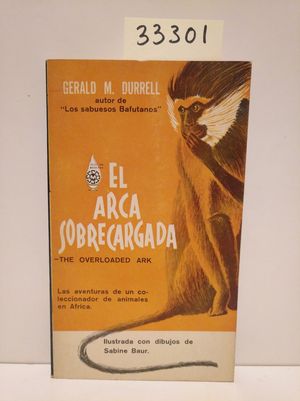 33301
GERALD M. DURRELL
autor de
"Los sabuesos Bafutanos"
EL
ARCA
SOBRECARGADA
-THE OVERLOADED ARK
Las aventuras de un co-
leccionador de animales
en Africa.
Ilustrada con dibujos de
Sabine Baur.